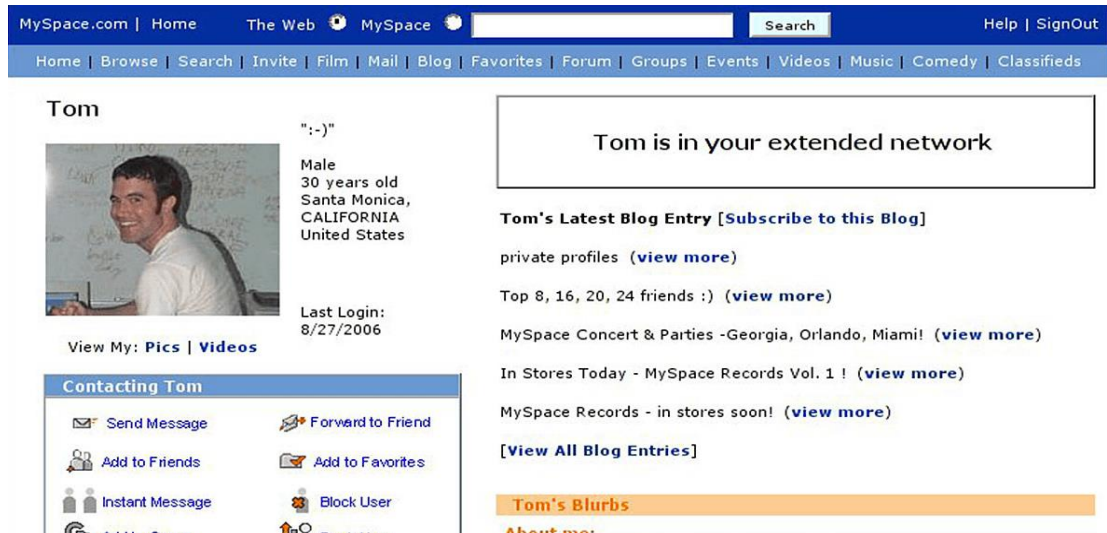 MySpace.com | Home The Web MySpace Search Help | SignOut
Home | Browse | Search | Invite | Film | Mail | Blog | Favorites | Forum | Groups | Events | Videos | Music | Comedy | Classifieds
Tom
":-)"
Male
30 years old
Santa Monica,
CALIFORNIA
United States
Last Login:
8/27/2006
View My: Pics | Videos
Contacting Tom
Send Message Forward to Friend
Add to Friends Add to Favorites
Instant Message Block User
Tom is in your extended network
Tom's Latest Blog Entry [Subscribe to this Blog]
private profiles (view more)
Top 8, 16, 20, 24 friends :) (view more)
MySpace Concert & Parties -Georgia, Orlando, Miami! (view more)
In Stores Today - MySpace Records Vol. 1 ! (view more)
MySpace Records - in stores soon! (view more)
[View All Blog Entries]
Tom's Blurbs
About me: